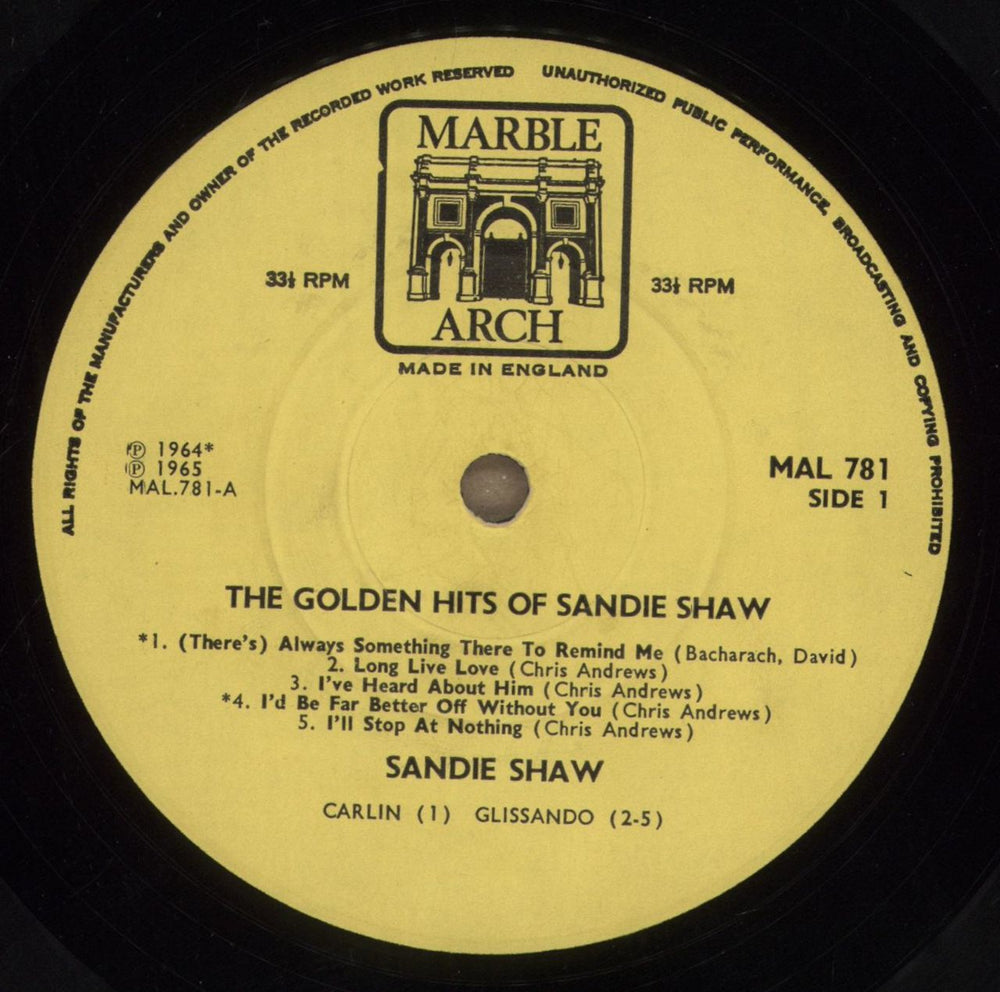 ALL RIGHTS OF THE MANUFACTURERS AND OWNER OF THE RECORDED WORK RESERVED UNAUTHORIZED PUBLIC PERFORMANCE, BROADCASTING AND COPYING PROHIBITED
MARBLE
ARCH
33⅓ RPM
33⅓ RPM
MADE IN ENGLAND
℗ 1964*
℗ 1965
MAL.781-A
MAL 781
SIDE 1
THE GOLDEN HITS OF SANDIE SHAW
*1. (There's) Always Something There To Remind Me (Bacharach, David)
2. Long Live Love (Chris Andrews)
3. I've Heard About Him (Chris Andrews)
*4. I'd Be Far Better Off Without You (Chris Andrews)
5. I'll Stop At Nothing (Chris Andrews)
SANDIE SHAW
CARLIN (1) GLISSANDO (2-5)